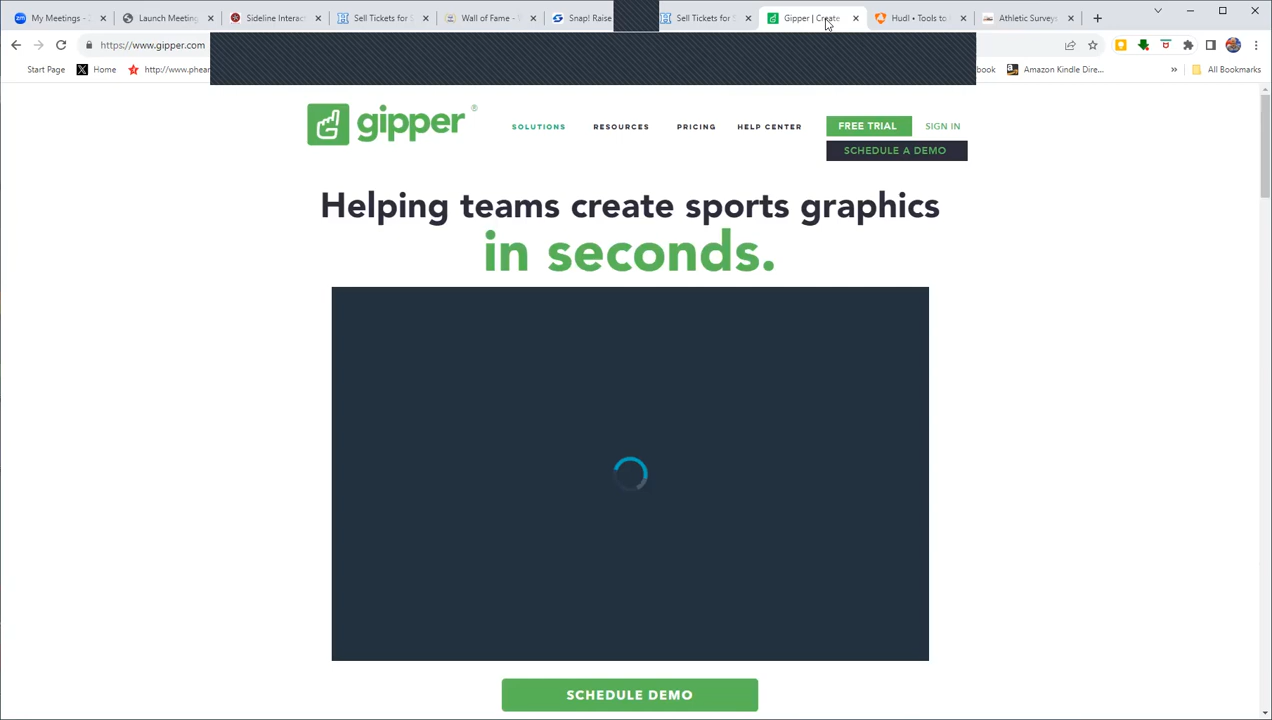 My Meetings - Z
Launch Meeting
Sideline Interac
Sell Tickets for S
Wall of Fame -
Snap! Raise
Sell Tickets for S
Gipper | Create
Hudl • Tools to
Athletic Surveys
https://www.gipper.com
Start Page
Home
http://www.phear
book
Amazon Kindle Dire...
»
All Bookmarks
gipper®
SOLUTIONS
RESOURCES
PRICING
HELP CENTER
FREE TRIAL
SIGN IN
SCHEDULE A DEMO
Helping teams create sports graphics
in seconds.
SCHEDULE DEMO